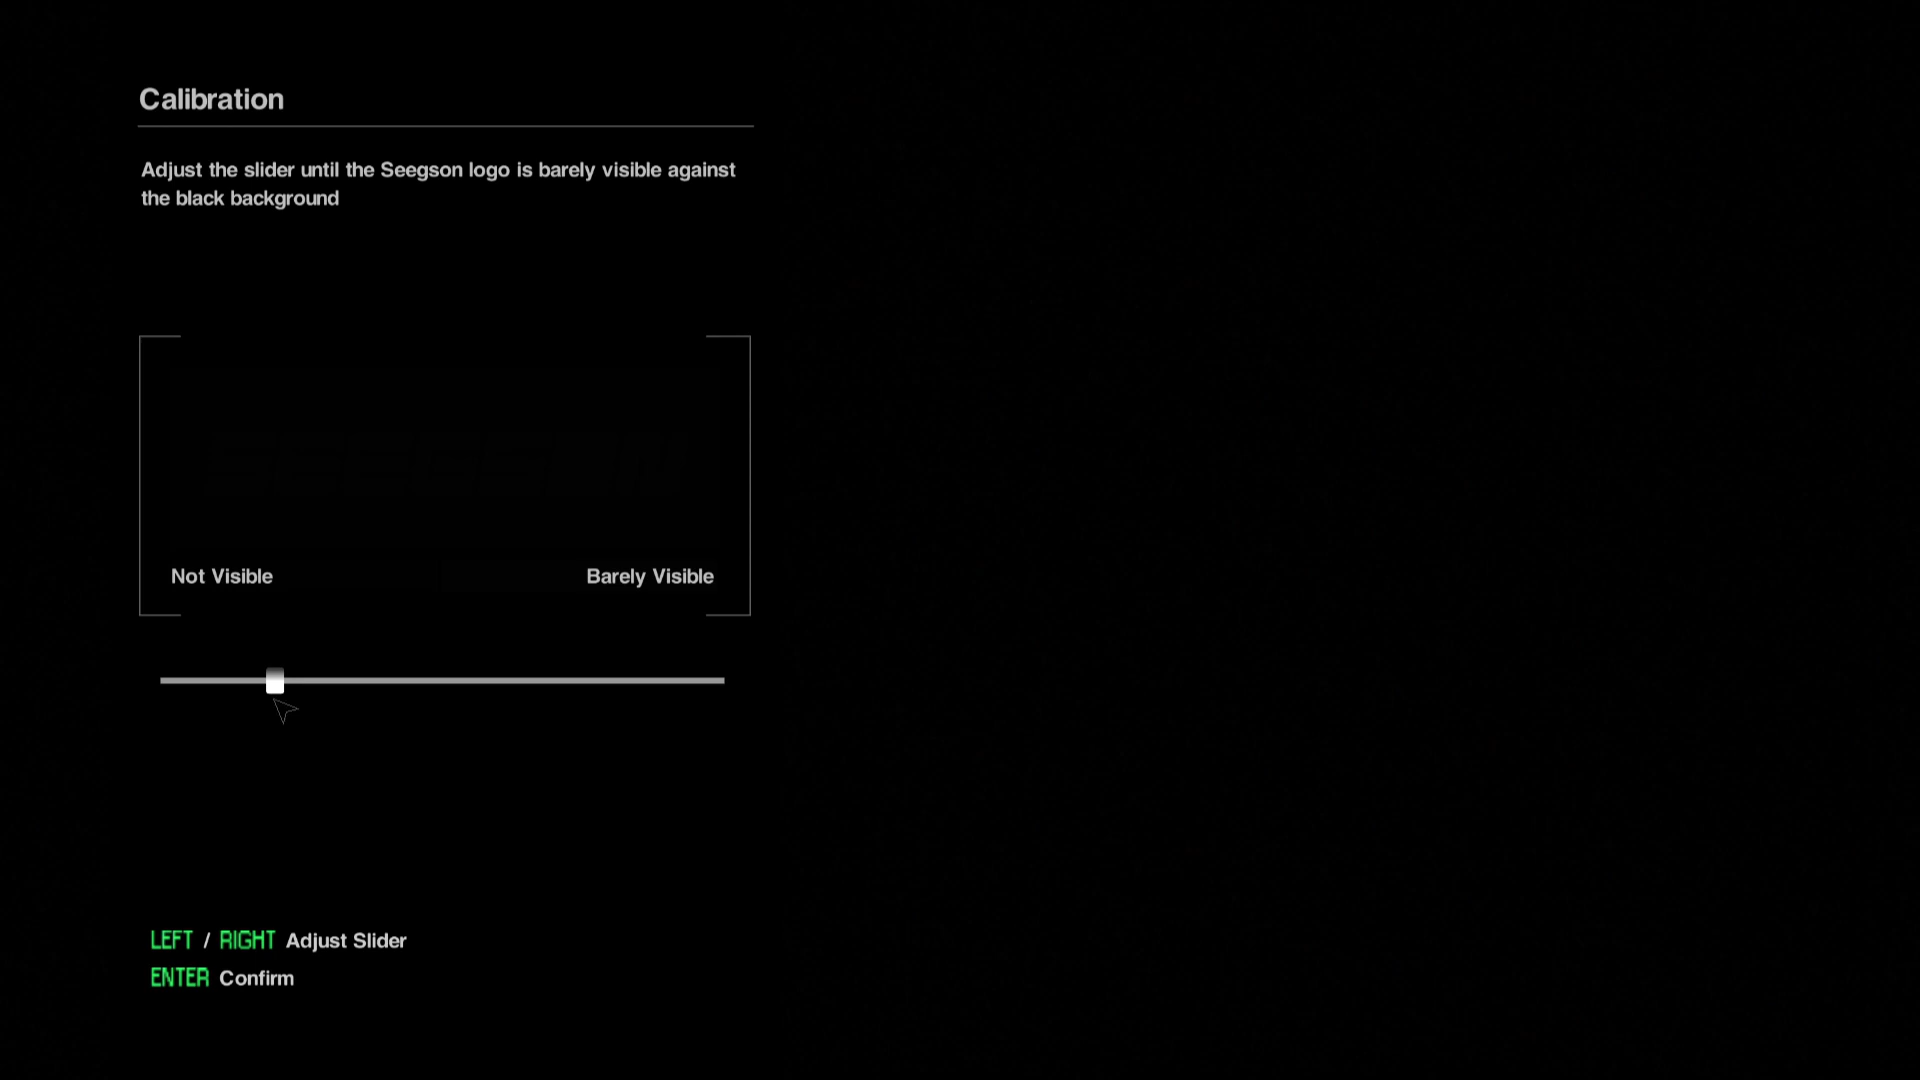 Calibration
Adjust the slider until the Seegson logo is barely visible against
the black background
SEEGSON
Not Visible
Barely Visible
LEFT / RIGHT Adjust Slider
ENTER Confirm